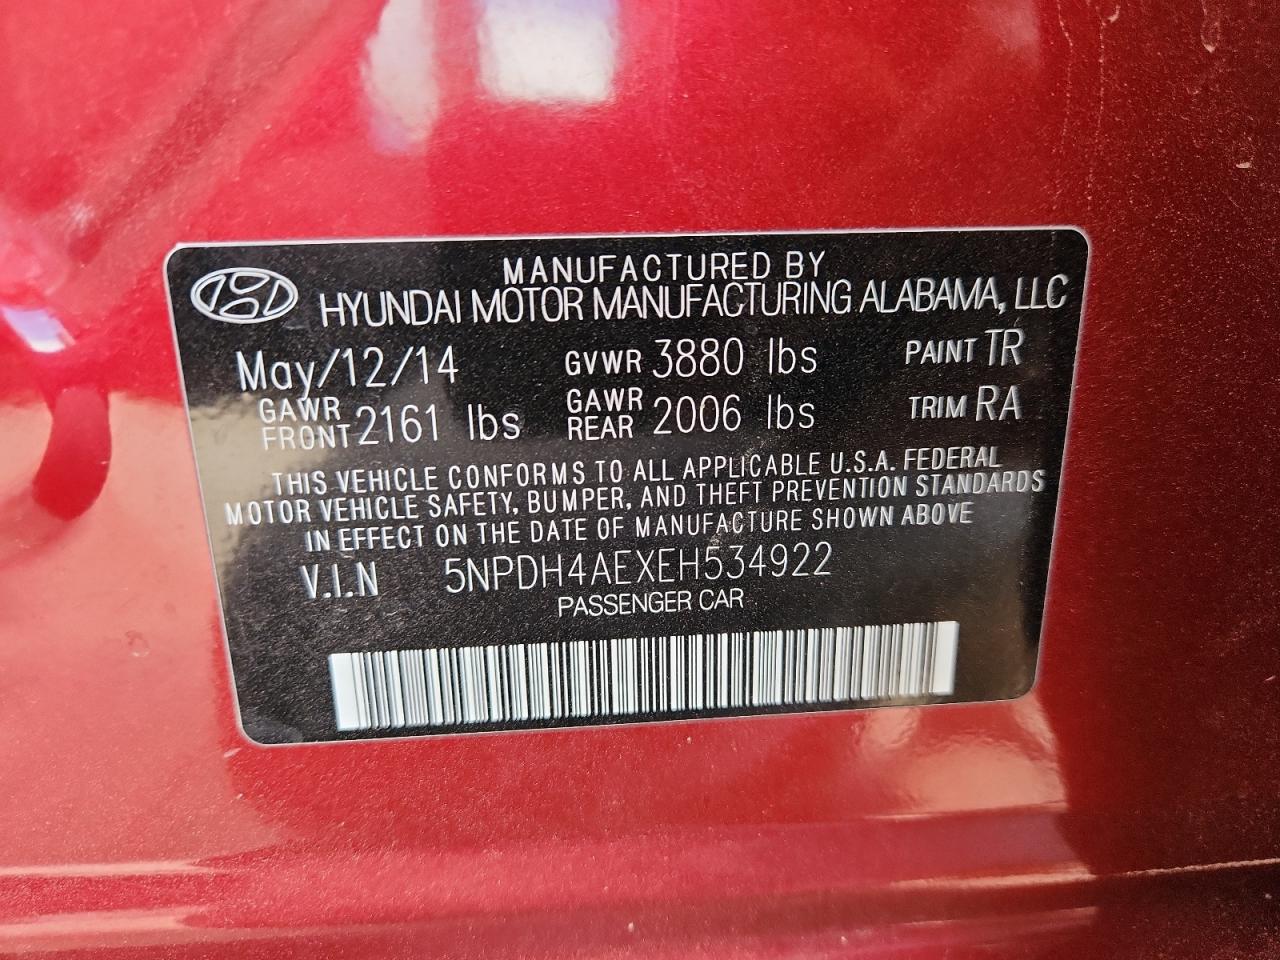 MANUFACTURED BY
HYUNDAI MOTOR MANUFACTURING ALABAMA, LLC
May/12/14 GVWR 3880 lbs PAINT TR
GAWR FRONT 2161 lbs GAWR REAR 2006 lbs TRIM RA
THIS VEHICLE CONFORMS TO ALL APPLICABLE U.S.A. FEDERAL
MOTOR VEHICLE SAFETY, BUMPER, AND THEFT PREVENTION STANDARDS
IN EFFECT ON THE DATE OF MANUFACTURE SHOWN ABOVE
V.I.N 5NPDH4AEXEH534922
PASSENGER CAR